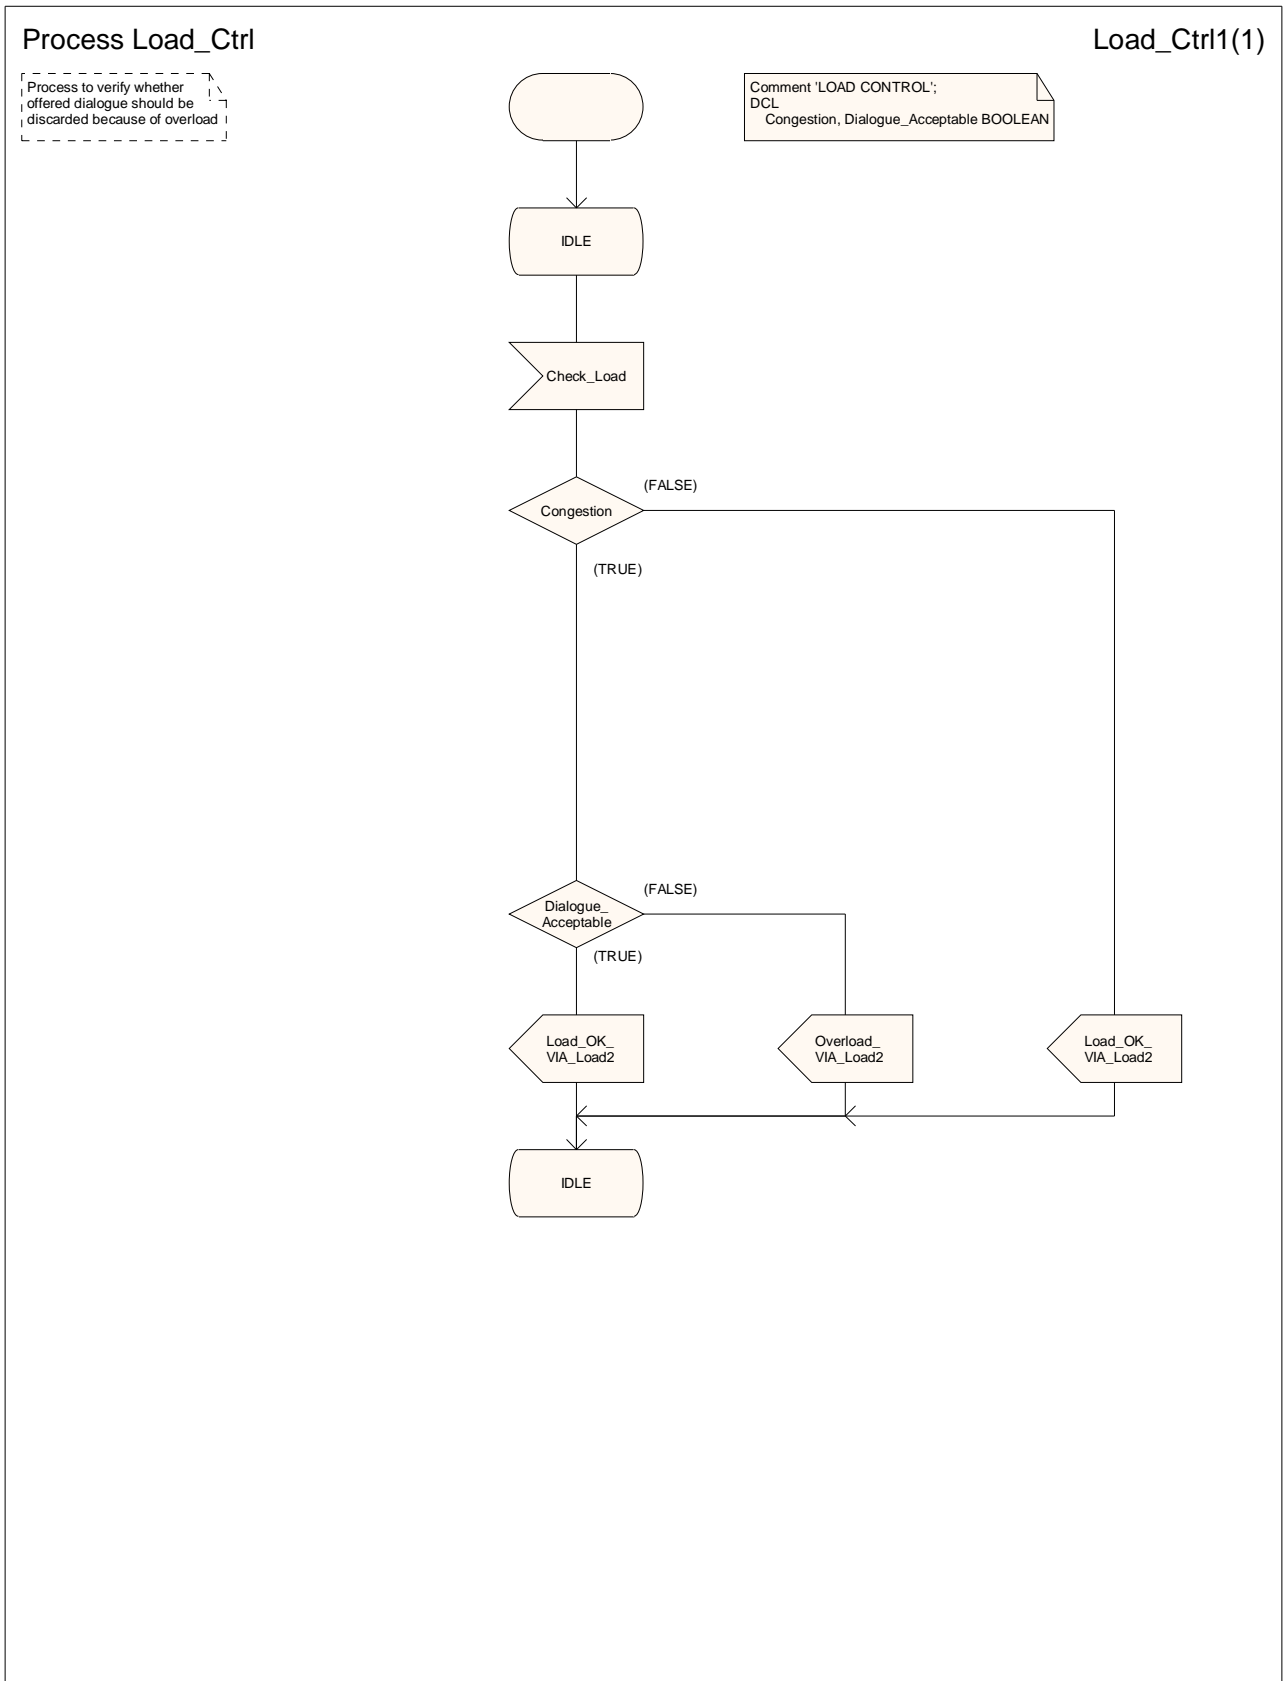 Process Load_Ctrl
Load_Ctrl1(1)
Process to verify whether
offered dialogue should be
discarded because of overload
Comment 'LOAD CONTROL';
DCL
Congestion, Dialogue_Acceptable BOOLEAN
IDLE
Check_Load
(FALSE)
Congestion
(TRUE)
(FALSE)
Dialogue_
Acceptable
(TRUE)
Load_OK_
VIA_Load2
Overload_
VIA_Load2
Load_OK_
VIA_Load2
IDLE